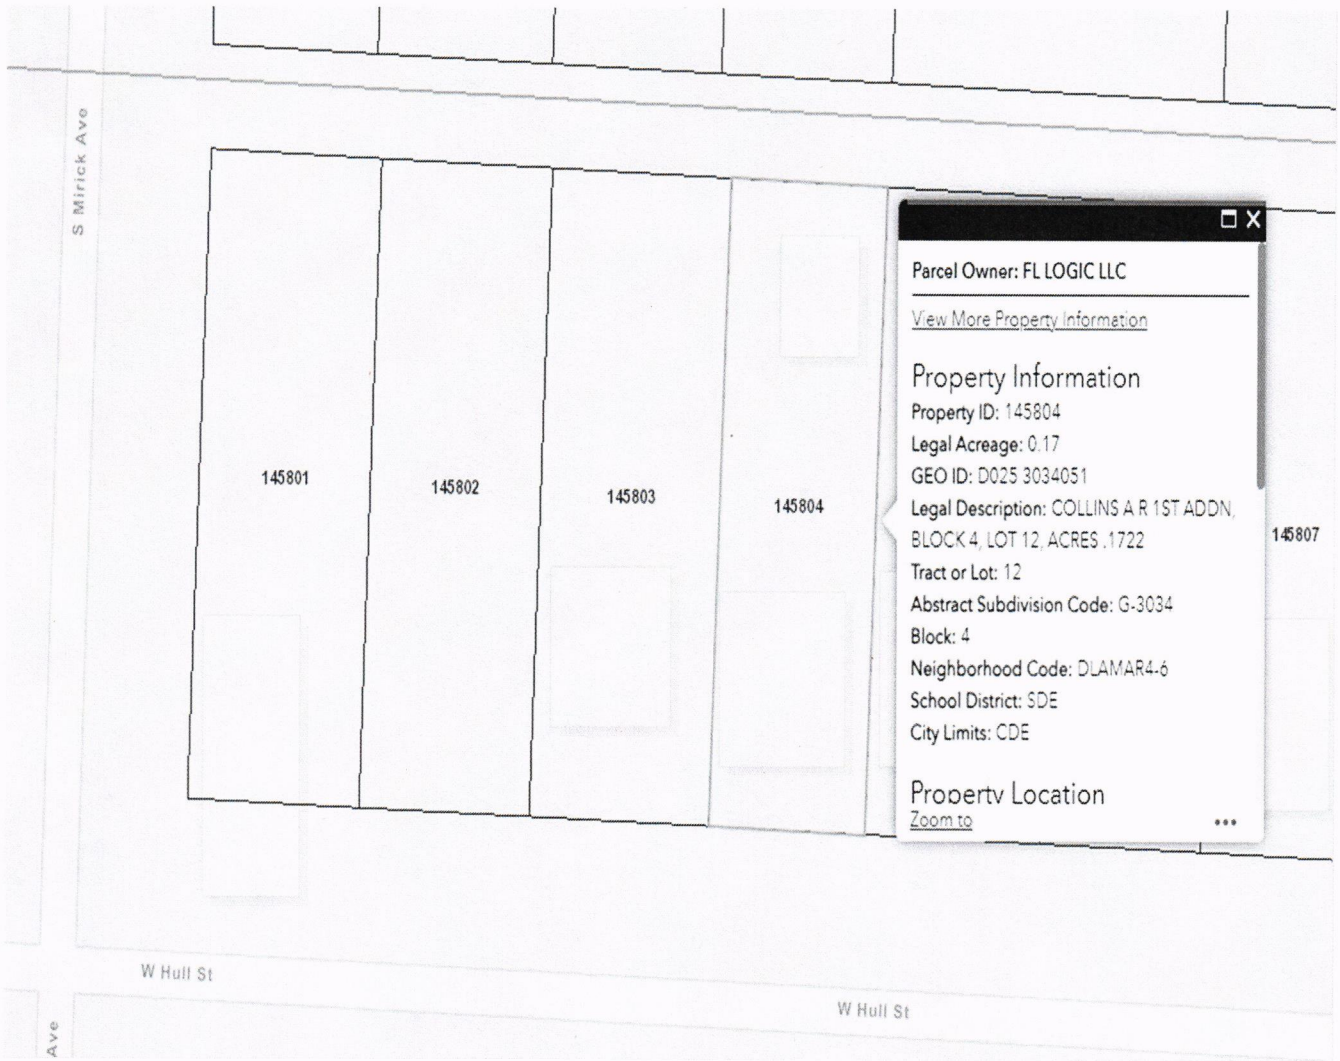 S Mirick Ave
Parcel Owner: FL LOGIC LLC
View More Property Information
Property Information
Property ID: 145804
Legal Acreage: 0.17
GEO ID: D025 3034051
Legal Description: COLLINS A R 1ST ADDN,
BLOCK 4, LOT 12, ACRES .1722
Tract or Lot: 12
Abstract Subdivision Code: G-3034
Block: 4
Neighborhood Code: DLAMAR4-6
School District: SDE
City Limits: CDE
Property Location
Zoom to
145801
145802
145803
145804
145807
W Hull St
W Hull St
Ave